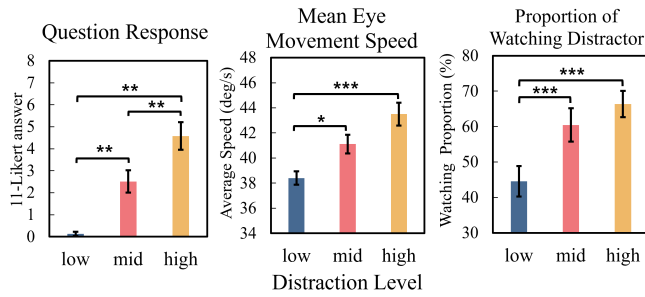 Question Response
11-Likert answer
8
7
6
5
4
3
2
1
0
**
**
**
low mid high
Mean Eye
Movement Speed
Average Speed (deg/s)
48
46
44
42
40
38
36
34
***
*
low mid high
Distraction Level
Proportion of
Watching Distractor
Watching Proportion (%)
80
70
60
50
40
30
***
***
low mid high